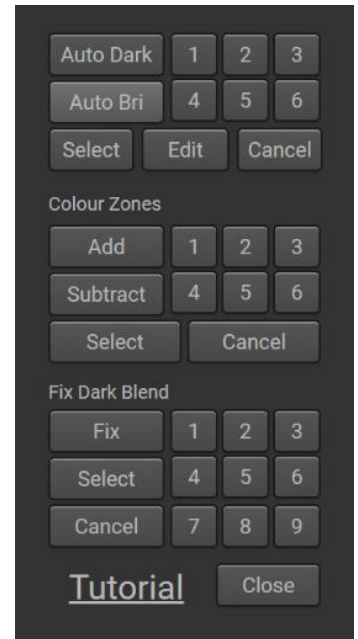 Auto Dark 1 2 3
Auto Bri 4 5 6
Select Edit Cancel
Colour Zones
Add 1 2 3
Subtract 4 5 6
Select Cancel
Fix Dark Blend
Fix 1 2 3
Select 4 5 6
Cancel 7 8 9
Tutorial Close